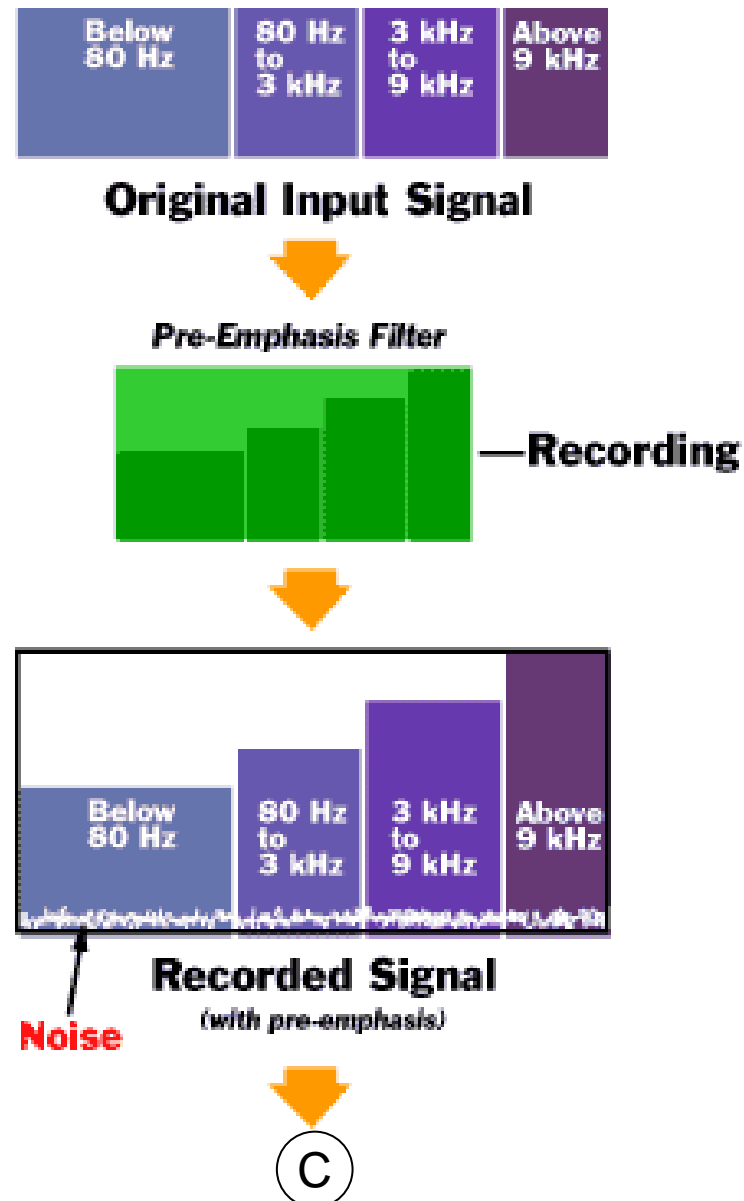 Below
80 Hz
80 Hz
to
3 kHz
3 kHz
to
9 kHz
Above
9 kHz
Original Input Signal
Pre-Emphasis Filter
Recording
Below
80 Hz
80 Hz
to
3 kHz
3 kHz
to
9 kHz
Above
9 kHz
Recorded Signal
(with pre-emphasis)
Noise
C